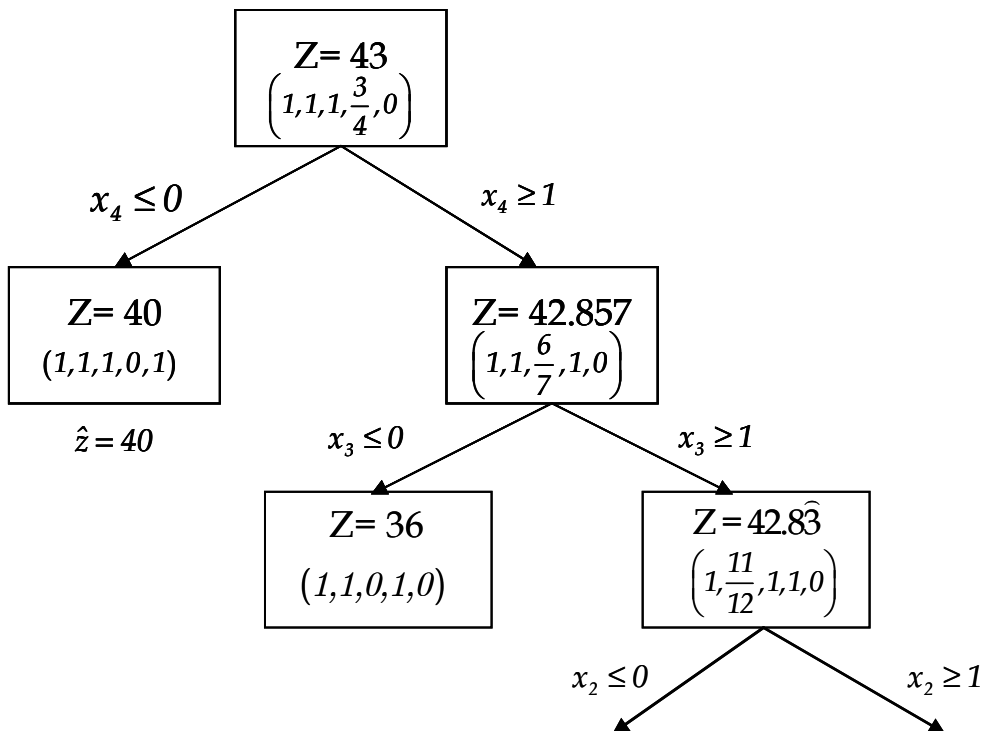 Z= 43
(1,1,1,3/4,0)
x₄ ≤ 0
x₄ ≥ 1
Z= 40
(1,1,1,0,1)
ẑ = 40
Z= 42.857
(1,1,6/7,1,0)
x₃ ≤ 0
x₃ ≥ 1
Z= 36
(1,1,0,1,0)
Z = 42.83̑
(1,11/12,1,1,0)
x₂ ≤ 0
x₂ ≥ 1